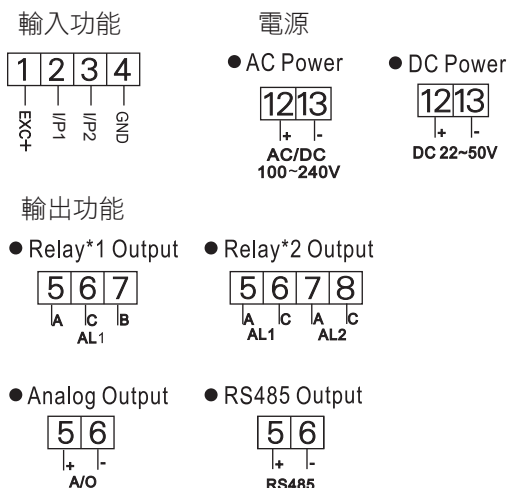 輸入功能
1 2 3 4
EXC+ I/P1 I/P2 GND
電源
● AC Power
12 13
+ -
AC/DC
100~240V
● DC Power
12 13
+ -
DC 22~50V
輸出功能
● Relay*1 Output
5 6 7
A C B
AL1
● Relay*2 Output
5 6 7 8
A C A C
AL1 AL2
● Analog Output
5 6
+ -
A/O
● RS485 Output
5 6
+ -
RS485